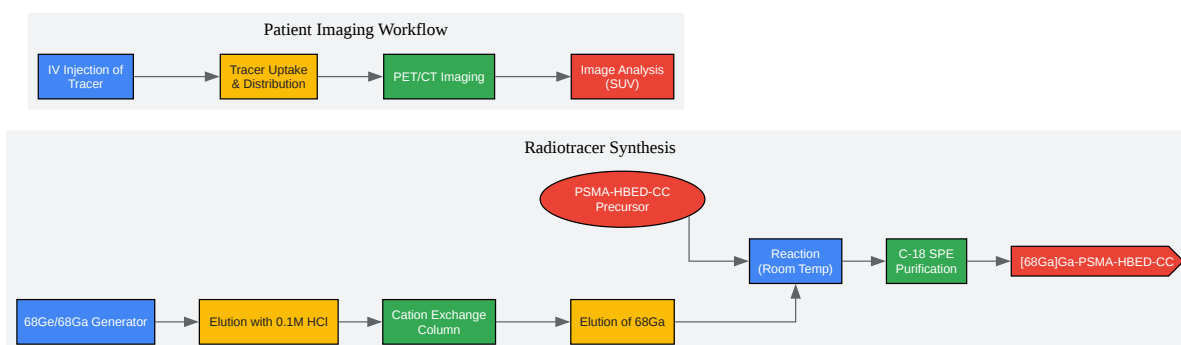 Patient Imaging Workflow
IV Injection of
Tracer
Tracer Uptake
& Distribution
PET/CT Imaging
Image Analysis
(SUV)
Radiotracer Synthesis
PSMA-HBED-CC
Precursor
Reaction
(Room Temp)
C-18 SPE
Purification
[68Ga]Ga-PSMA-HBED-CC
68Ge/68Ga Generator
Elution with 0.1M HCl
Cation Exchange
Column
Elution of 68Ga